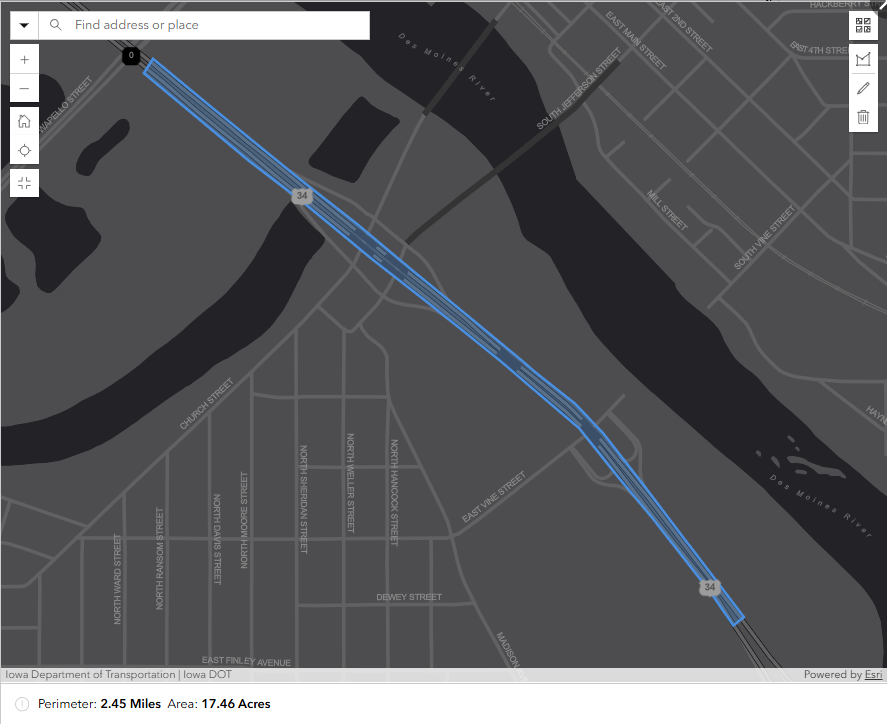 HACKBERRY ST
Find address or place
0
Des Moines
River
EAST 2ND STREET
EAST MAIN STREET
EAST 4TH STREE
SOUTH JEFFERSON STREET
WAPELLO STREET
34
MILL STREET
SOUTH VINE STREET
CHURCH STREET
HAYN
NORTH SHERIDAN STREET
NORTH WELLER STREET
NORTH HANCOCK STREET
EAST VINE STREET
NORTH MOORE STREET
NORTH DAVIS STREET
NORTH RANSOM STREET
NORTH WARD STREET
Des Moines
River
34
DEWEY STREET
EAST FINLEY AVENUE
MADISON
Iowa Department of Transportation | Iowa DOT
Powered by Esri
Perimeter: 2.45 Miles Area: 17.46 Acres